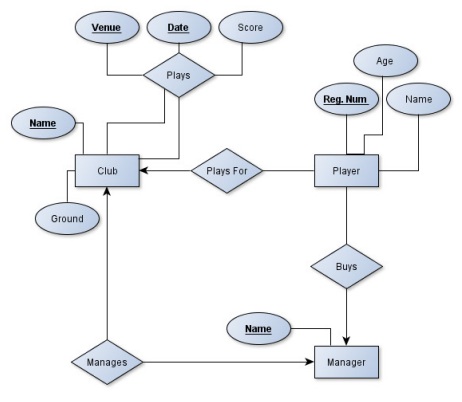 Venue
Date
Score
Plays
Age
Reg. Num
Name
Name
Club
Plays For
Player
Ground
Buys
Name
Manages
Manager